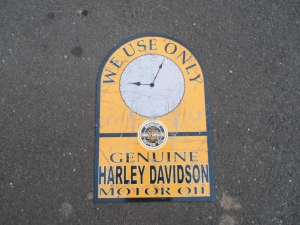 WE USE ONLY
GENUINE
HARLEY DAVIDSON
MOTOR OIL